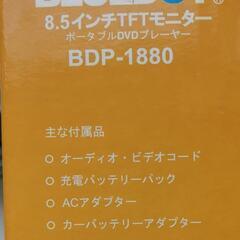 8.5インチTFTモニター
ポータブルDVDプレーヤー
BDP-1880
主な付属品
○ オーディオ・ビデオコード
○ 充電バッテリーパック
○ ACアダプター
○ カーバッテリーアダプター